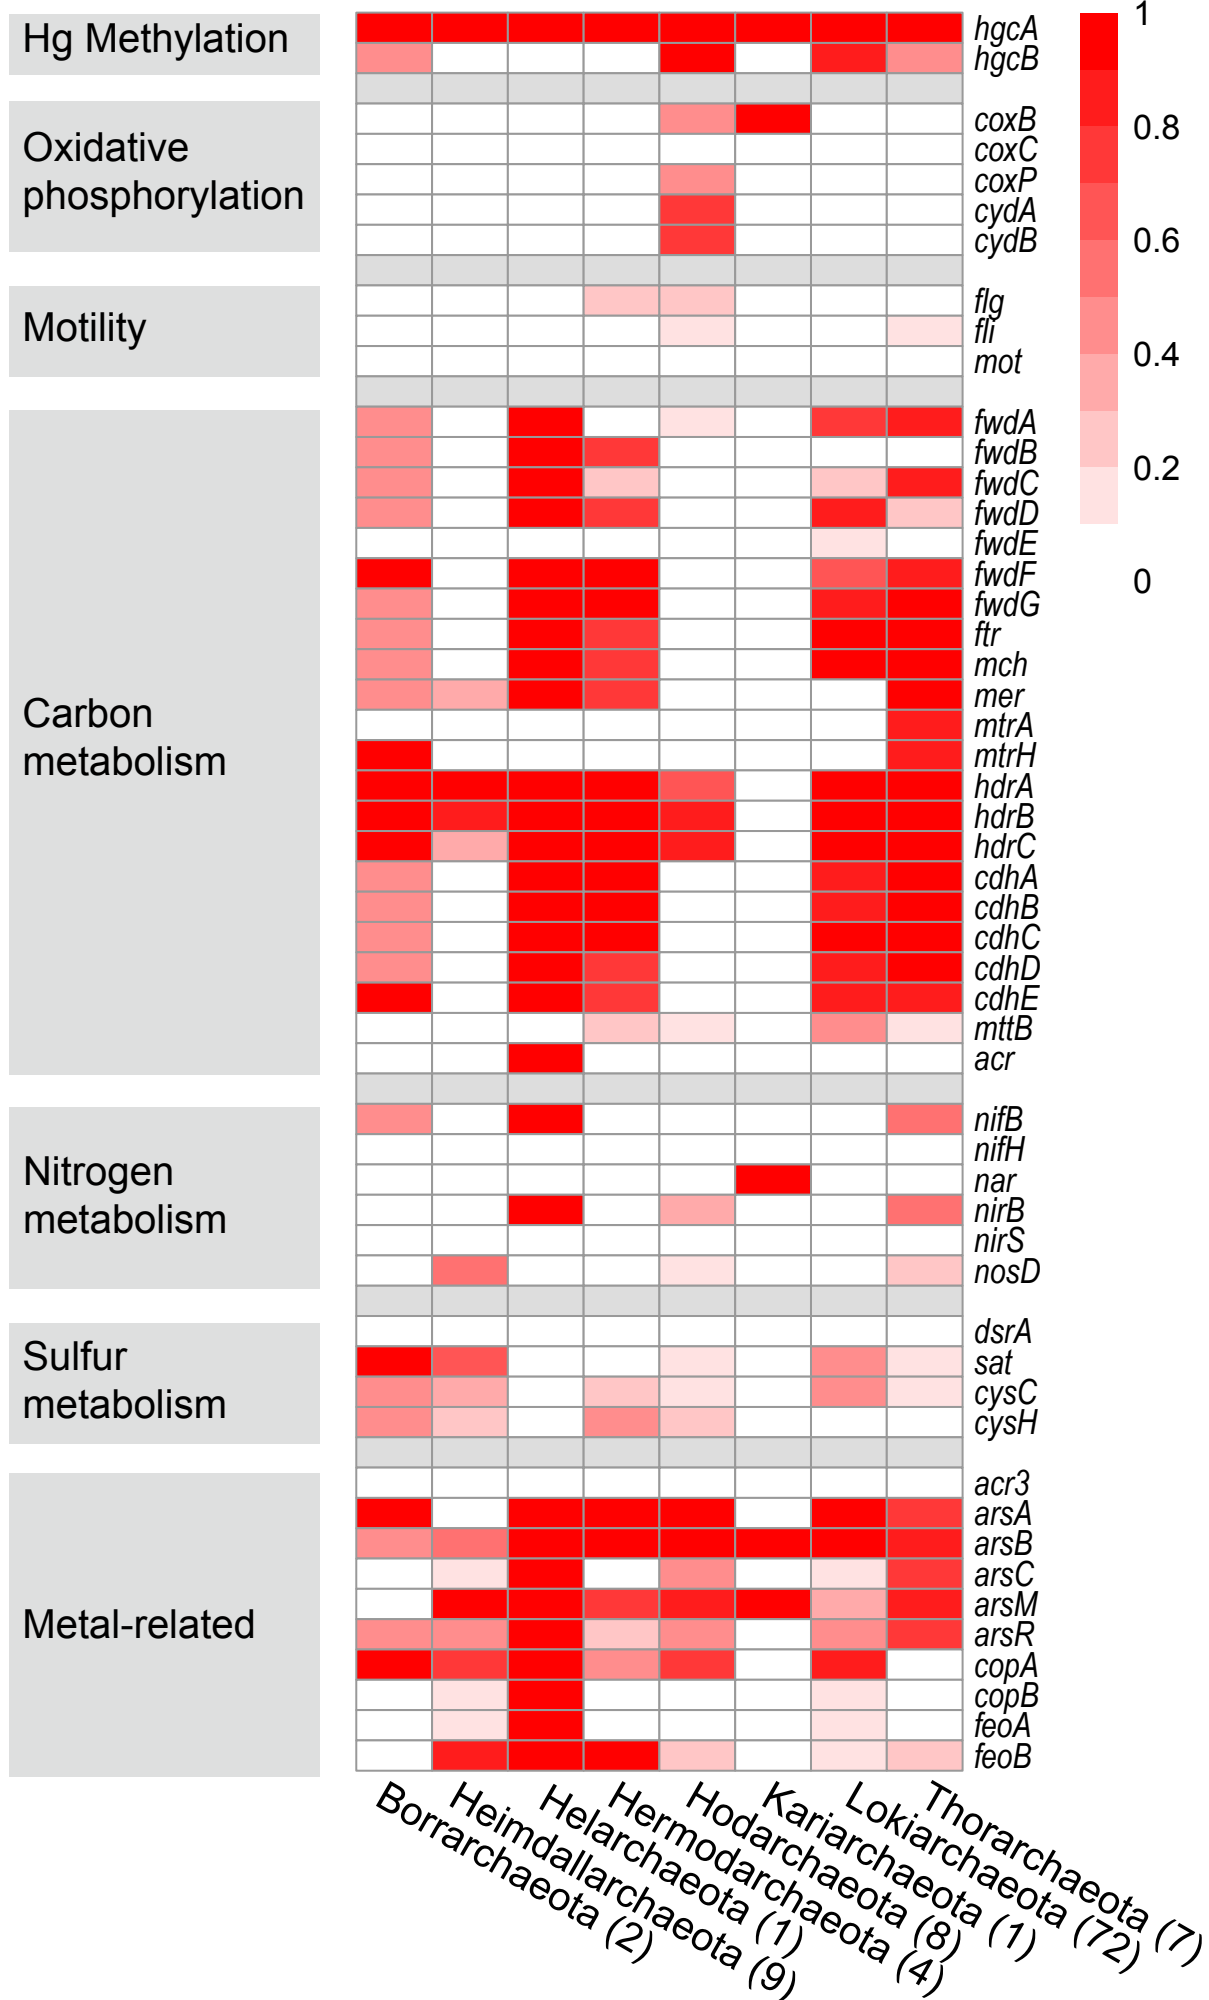 Hg Methylation
Oxidative
phosphorylation
Motility
Carbon
metabolism
Nitrogen
metabolism
Sulfur
metabolism
Metal-related
hgcA
hgcB
coxB
coxC
coxP
cydA
cydB
flg
fli
mot
fwdA
fwdB
fwdC
fwdD
fwdE
fwdF
fwdG
ftr
mch
mer
mtrA
mtrH
hdrA
hdrB
hdrC
cdhA
cdhB
cdhC
cdhD
cdhE
mttB
acr
nifB
nifH
nar
nirB
nirS
nosD
dsrA
sat
cysC
cysH
acr3
arsA
arsB
arsC
arsM
arsR
copA
copB
feoA
feoB
1
0.8
0.6
0.4
0.2
0
Borrarchaeota (2)
Heimdallarchaeota (9)
Helarchaeota (1)
Hermodarchaeota (4)
Hodarchaeota (8)
Kariarchaeota (1)
Lokiarchaeota (72)
Thorarchaeota (7)